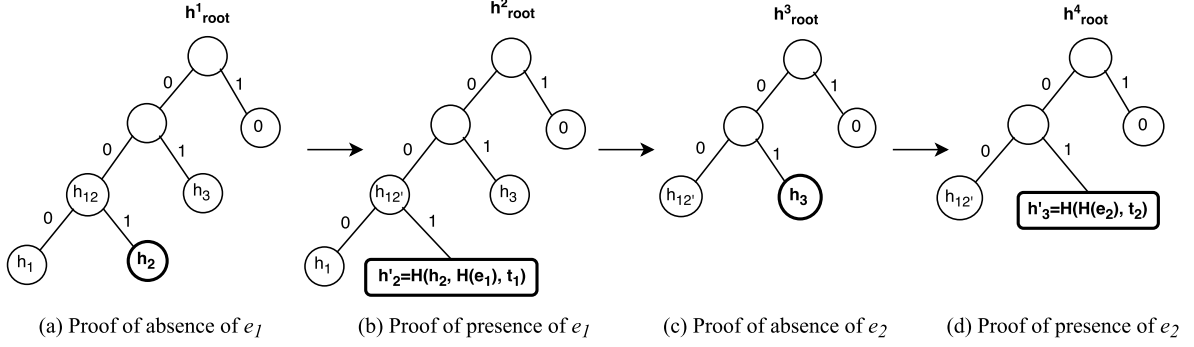 h¹root h²root h³root h⁴root
0 1 0 1 0 1 0 1
0 0 0 0
0 1 0 1 0 1 0 1
h12 h3 h12' h3 h12' h3 h'3=H(H(e2), t2)
0 1 0 1
h1 h2 h1 h'2=H(h2, H(e1), t1)
(a) Proof of absence of e1 (b) Proof of presence of e1 (c) Proof of absence of e2 (d) Proof of presence of e2